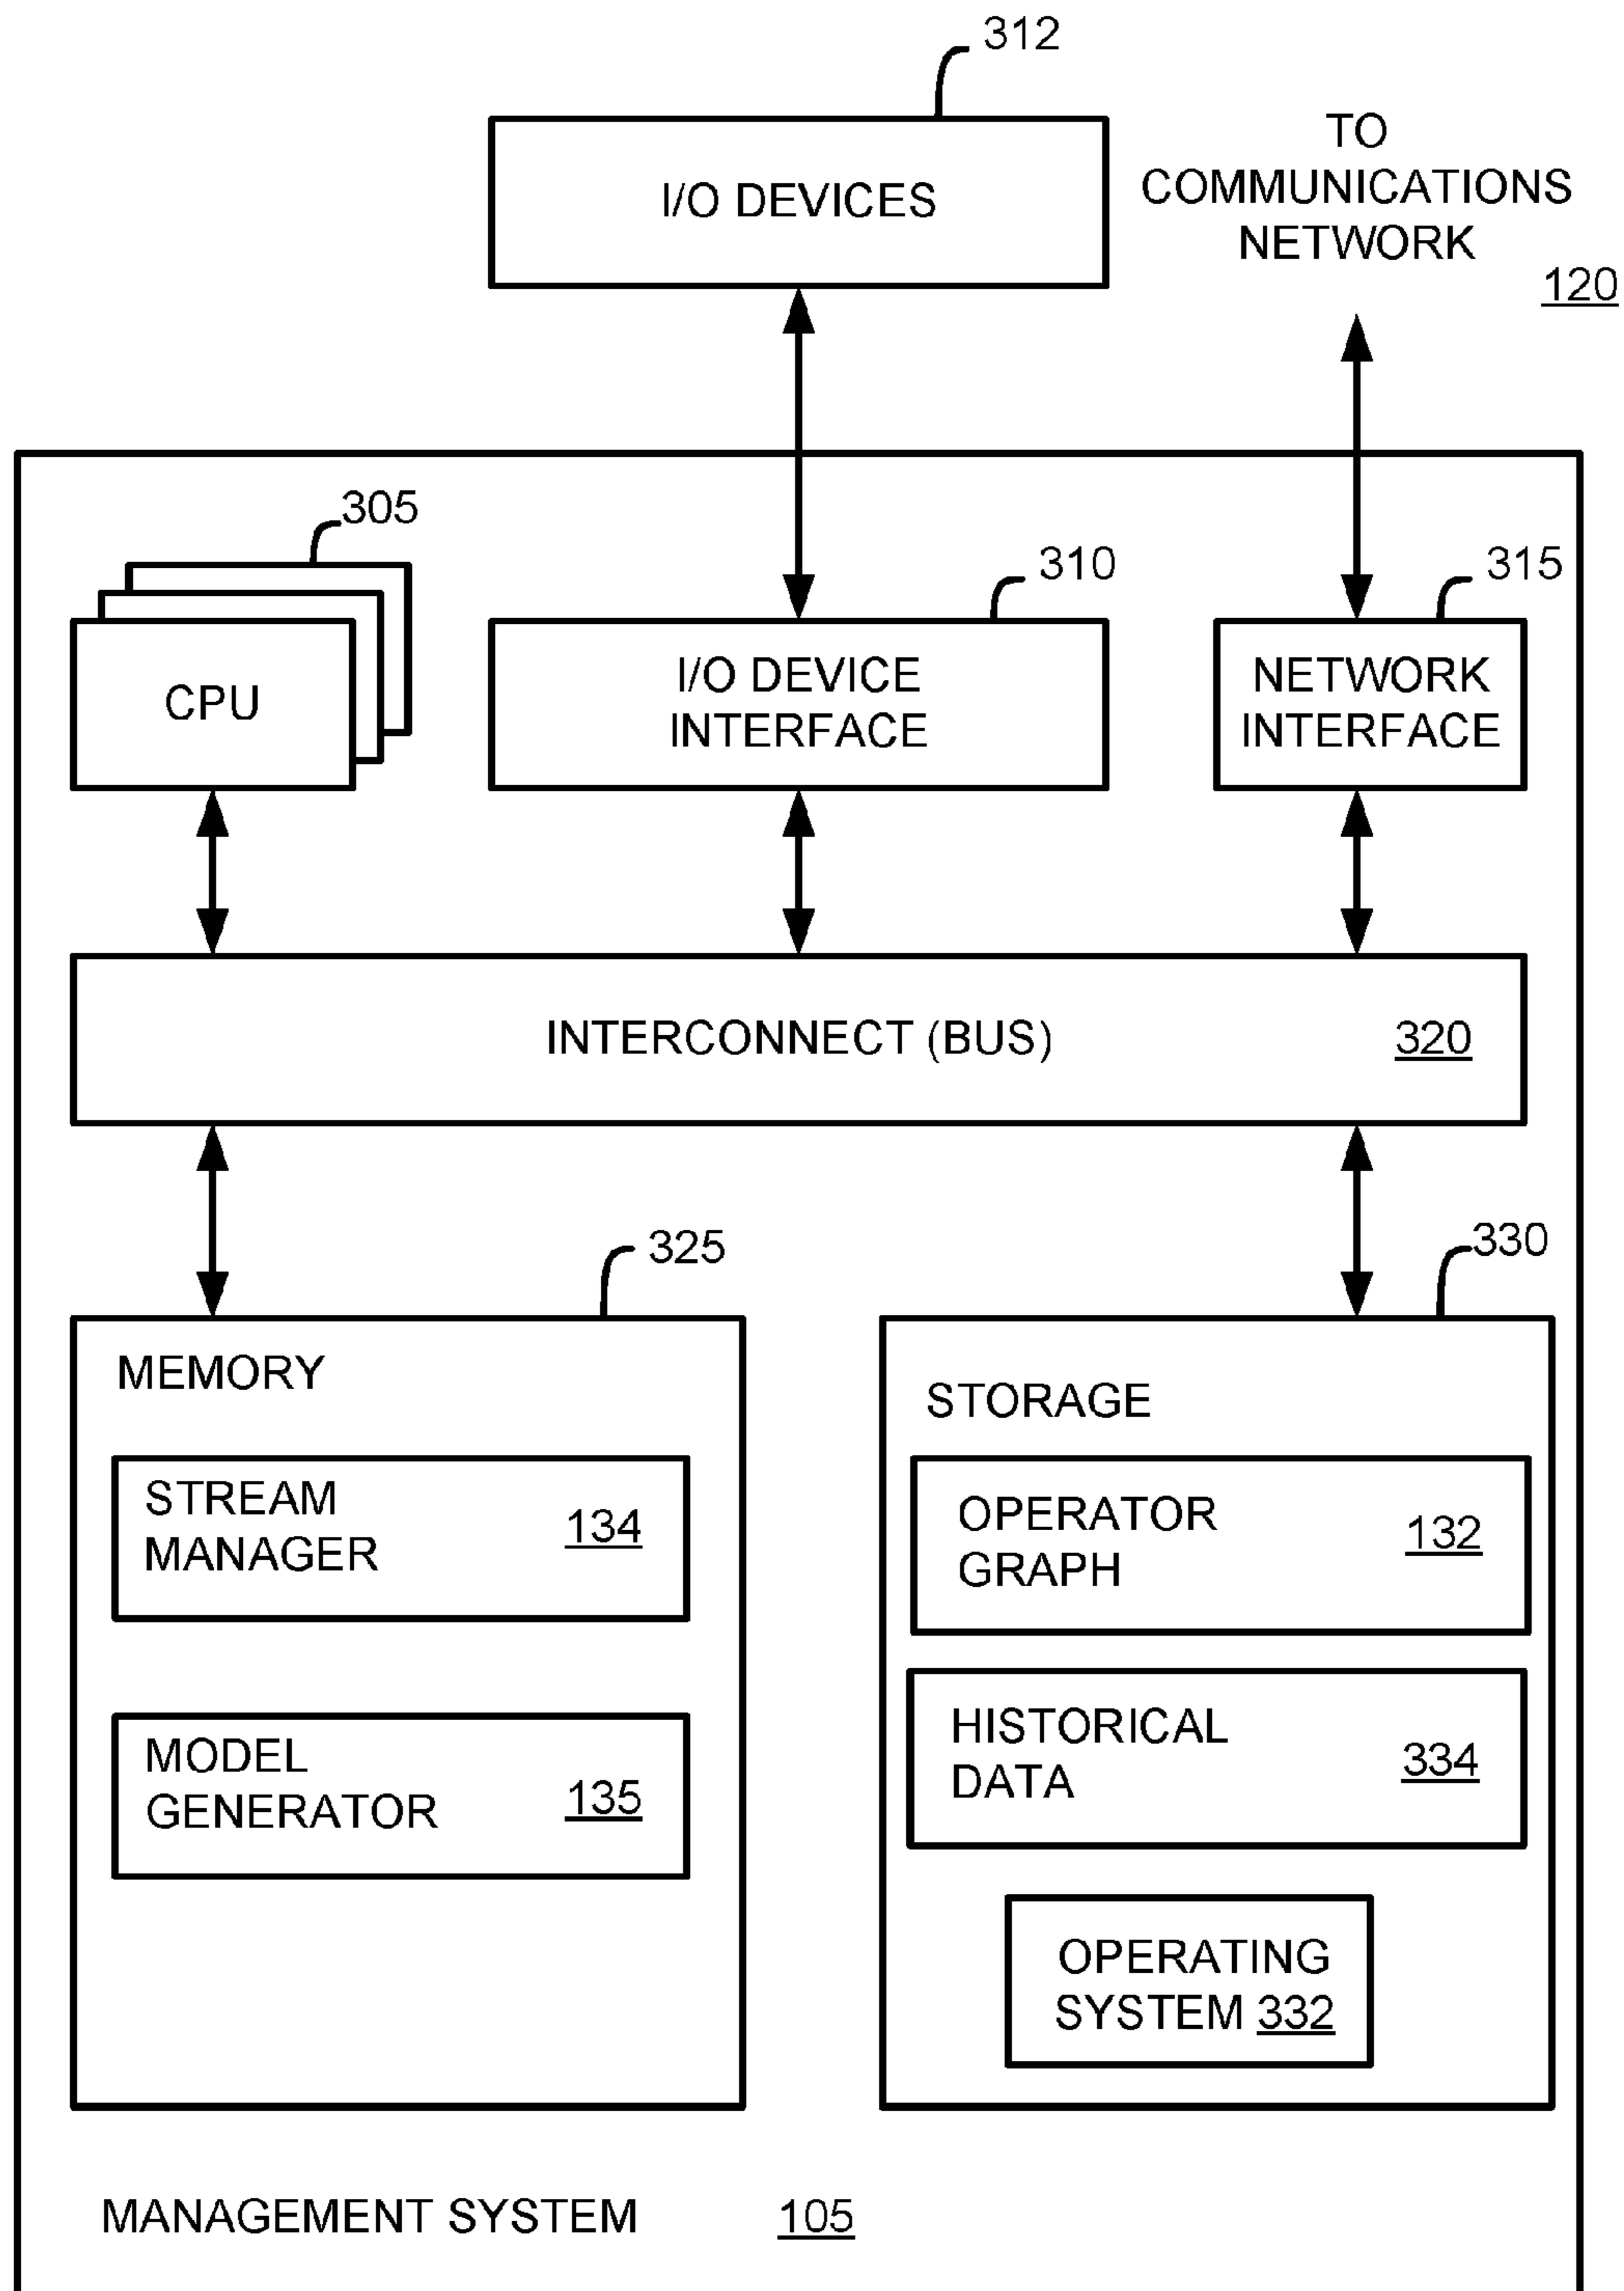 312
I/O DEVICES
TO
COMMUNICATIONS
NETWORK
120
305
310
315
CPU
I/O DEVICE
INTERFACE
NETWORK
INTERFACE
INTERCONNECT (BUS)
320
325
330
MEMORY
STREAM
MANAGER
134
MODEL
GENERATOR
135
STORAGE
OPERATOR
GRAPH
132
HISTORICAL
DATA
334
OPERATING
SYSTEM 332
MANAGEMENT SYSTEM
105